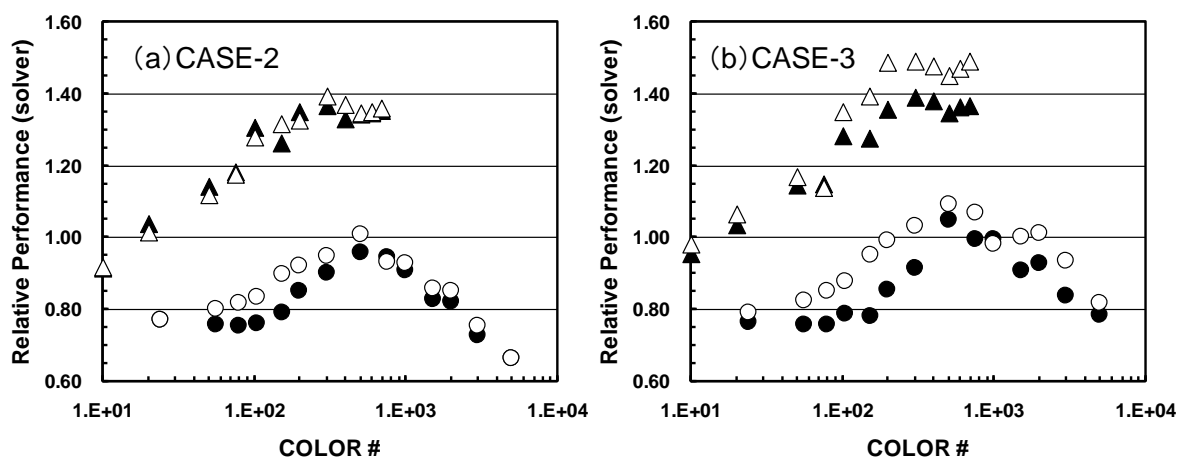 (a)CASE-2
Relative Performance (solver)
1.60
1.40
1.20
1.00
0.80
0.60
1.E+01
1.E+02
1.E+03
1.E+04
COLOR #
(b)CASE-3
Relative Performance (solver)
1.60
1.40
1.20
1.00
0.80
0.60
1.E+01
1.E+02
1.E+03
1.E+04
COLOR #